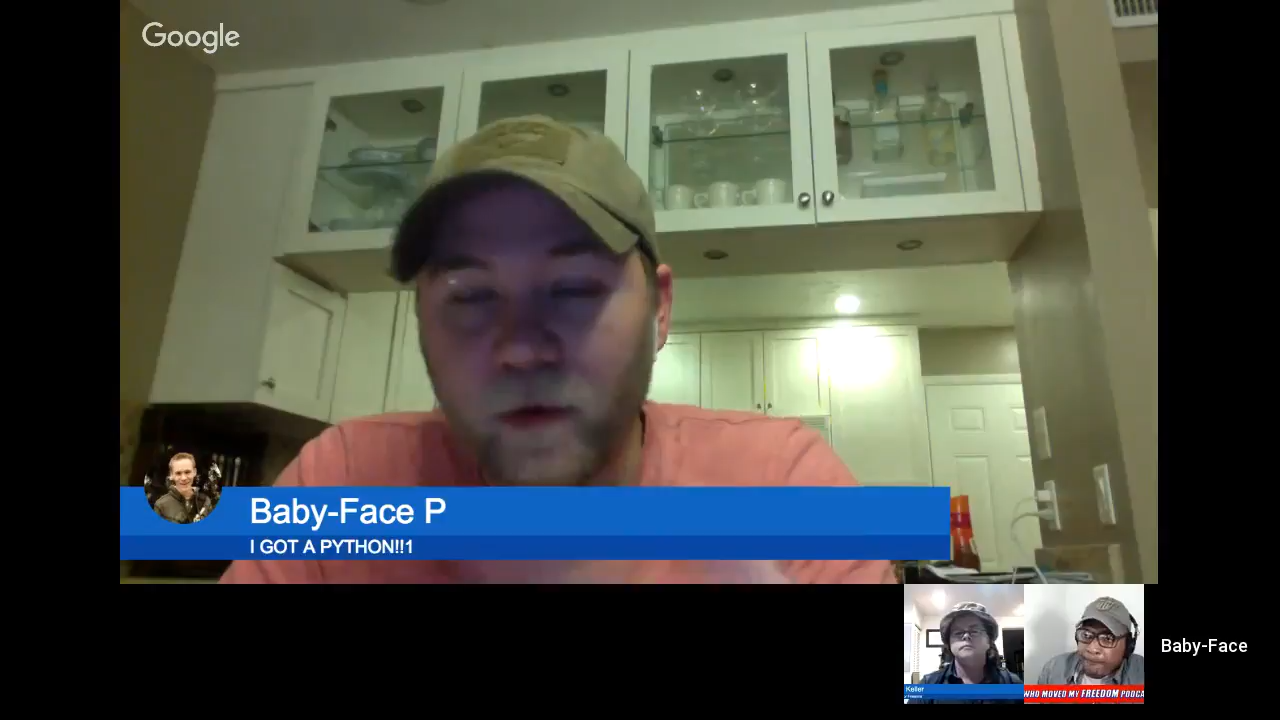 Google
Baby-Face P
I GOT A PYTHON!!1
Keller
WHO MOVED MY FREEDOM PODCA
Baby-Face